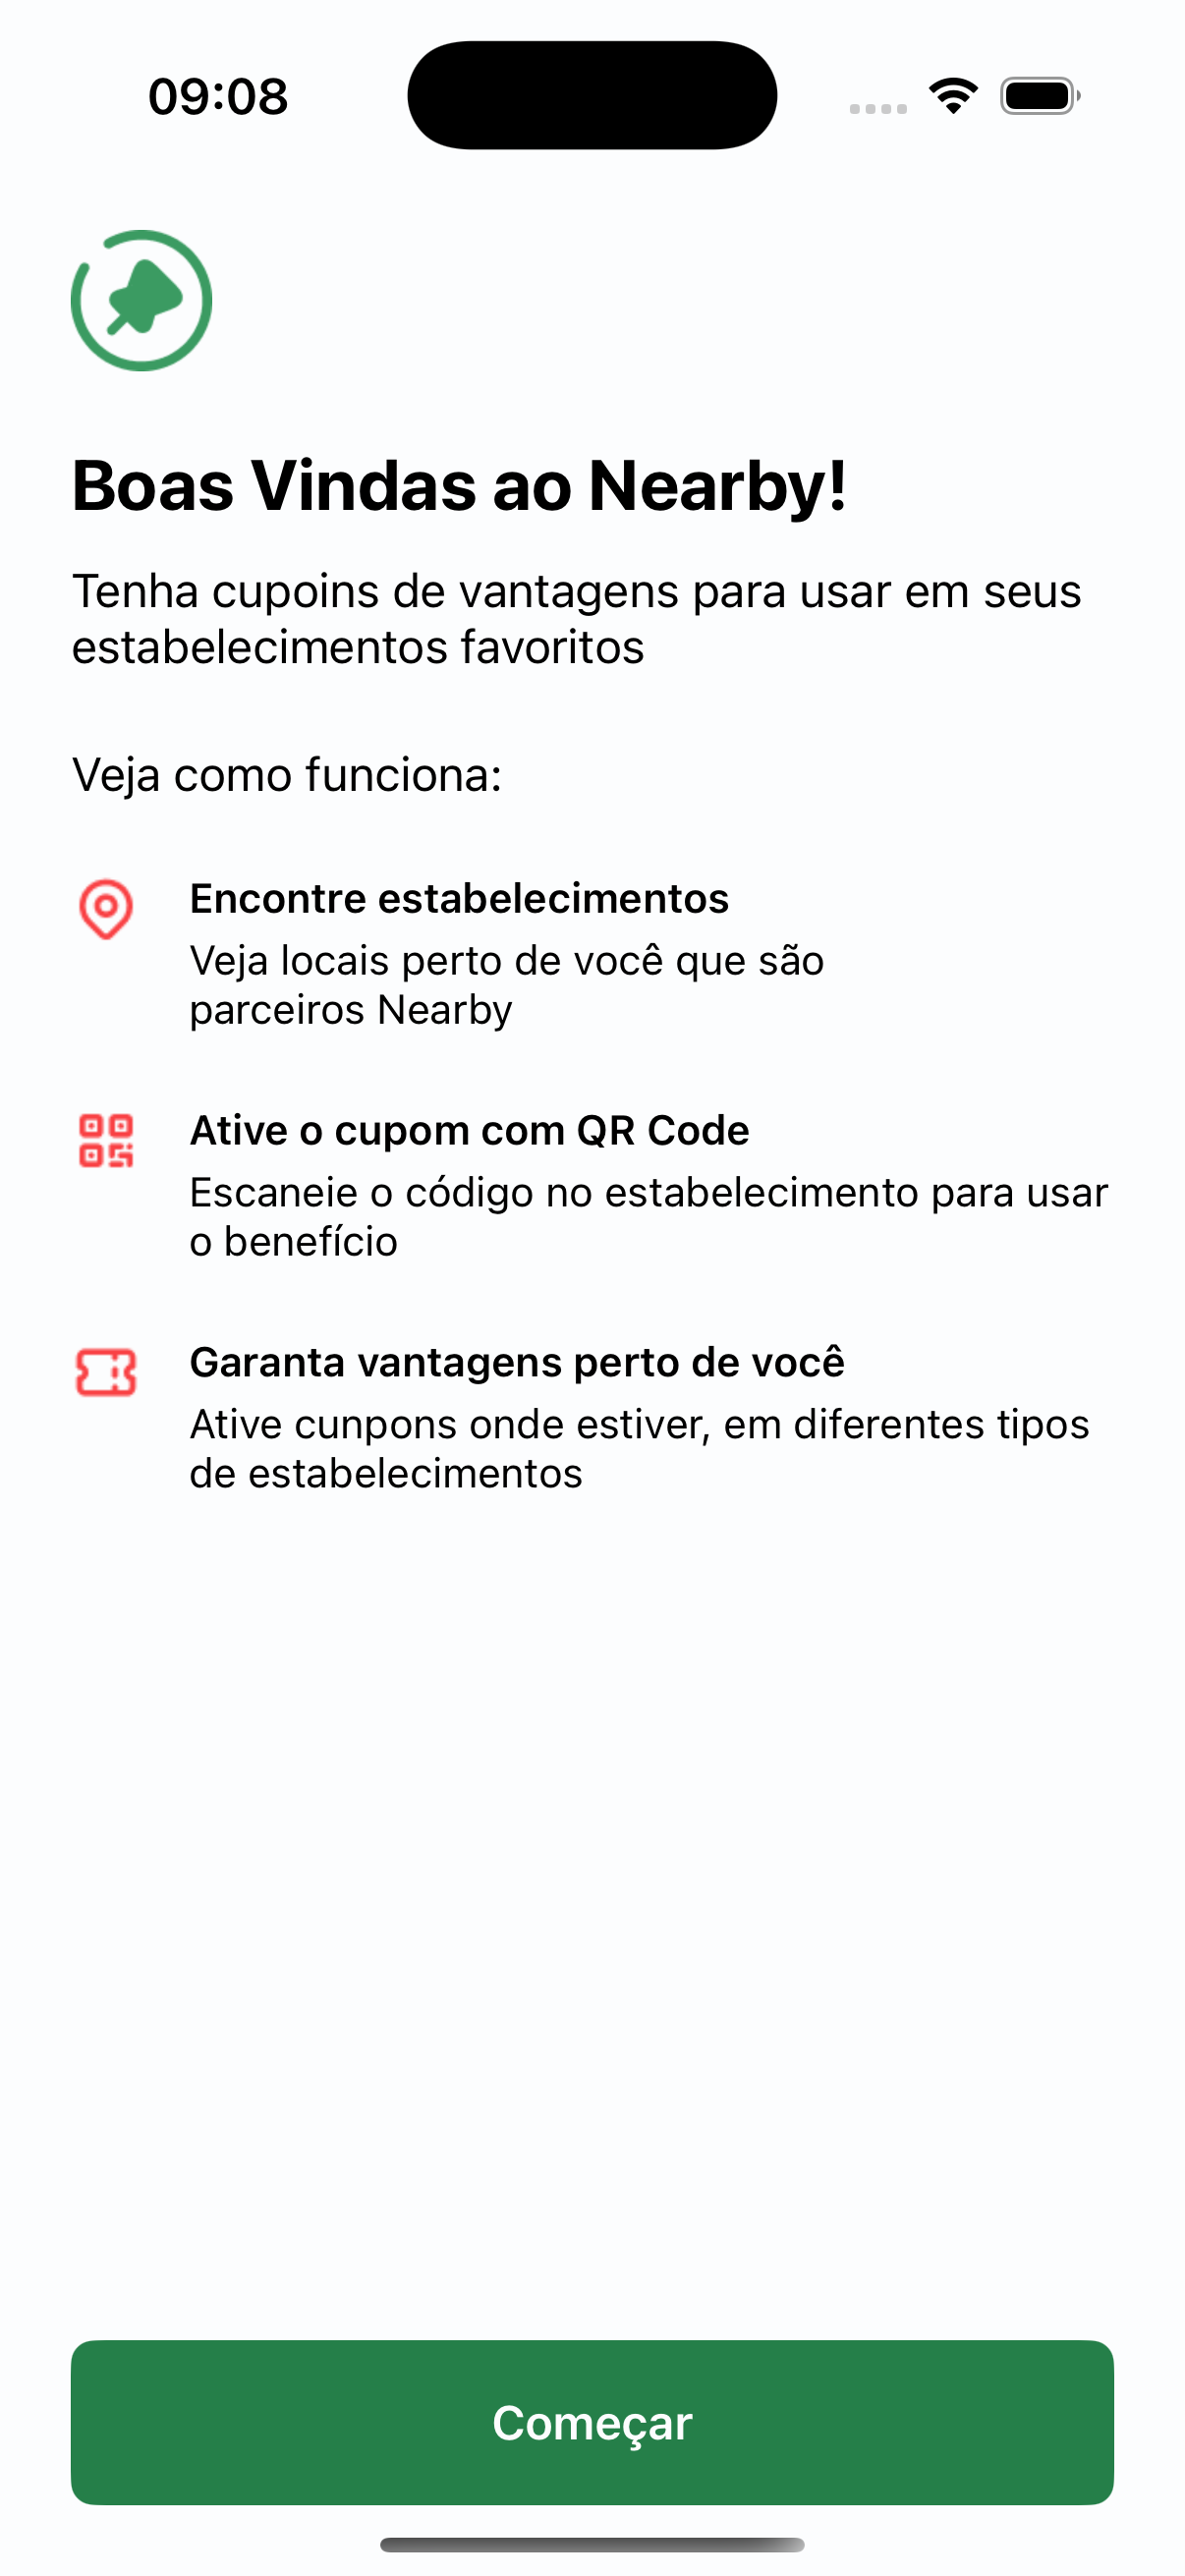 09:08
Boas Vindas ao Nearby!
Tenha cupoins de vantagens para usar em seus
estabelecimentos favoritos
Veja como funciona:
Encontre estabelecimentos
Veja locais perto de você que são
parceiros Nearby
Ative o cupom com QR Code
Escaneie o código no estabelecimento para usar
o benefício
Garanta vantagens perto de você
Ative cunpons onde estiver, em diferentes tipos
de estabelecimentos
Começar